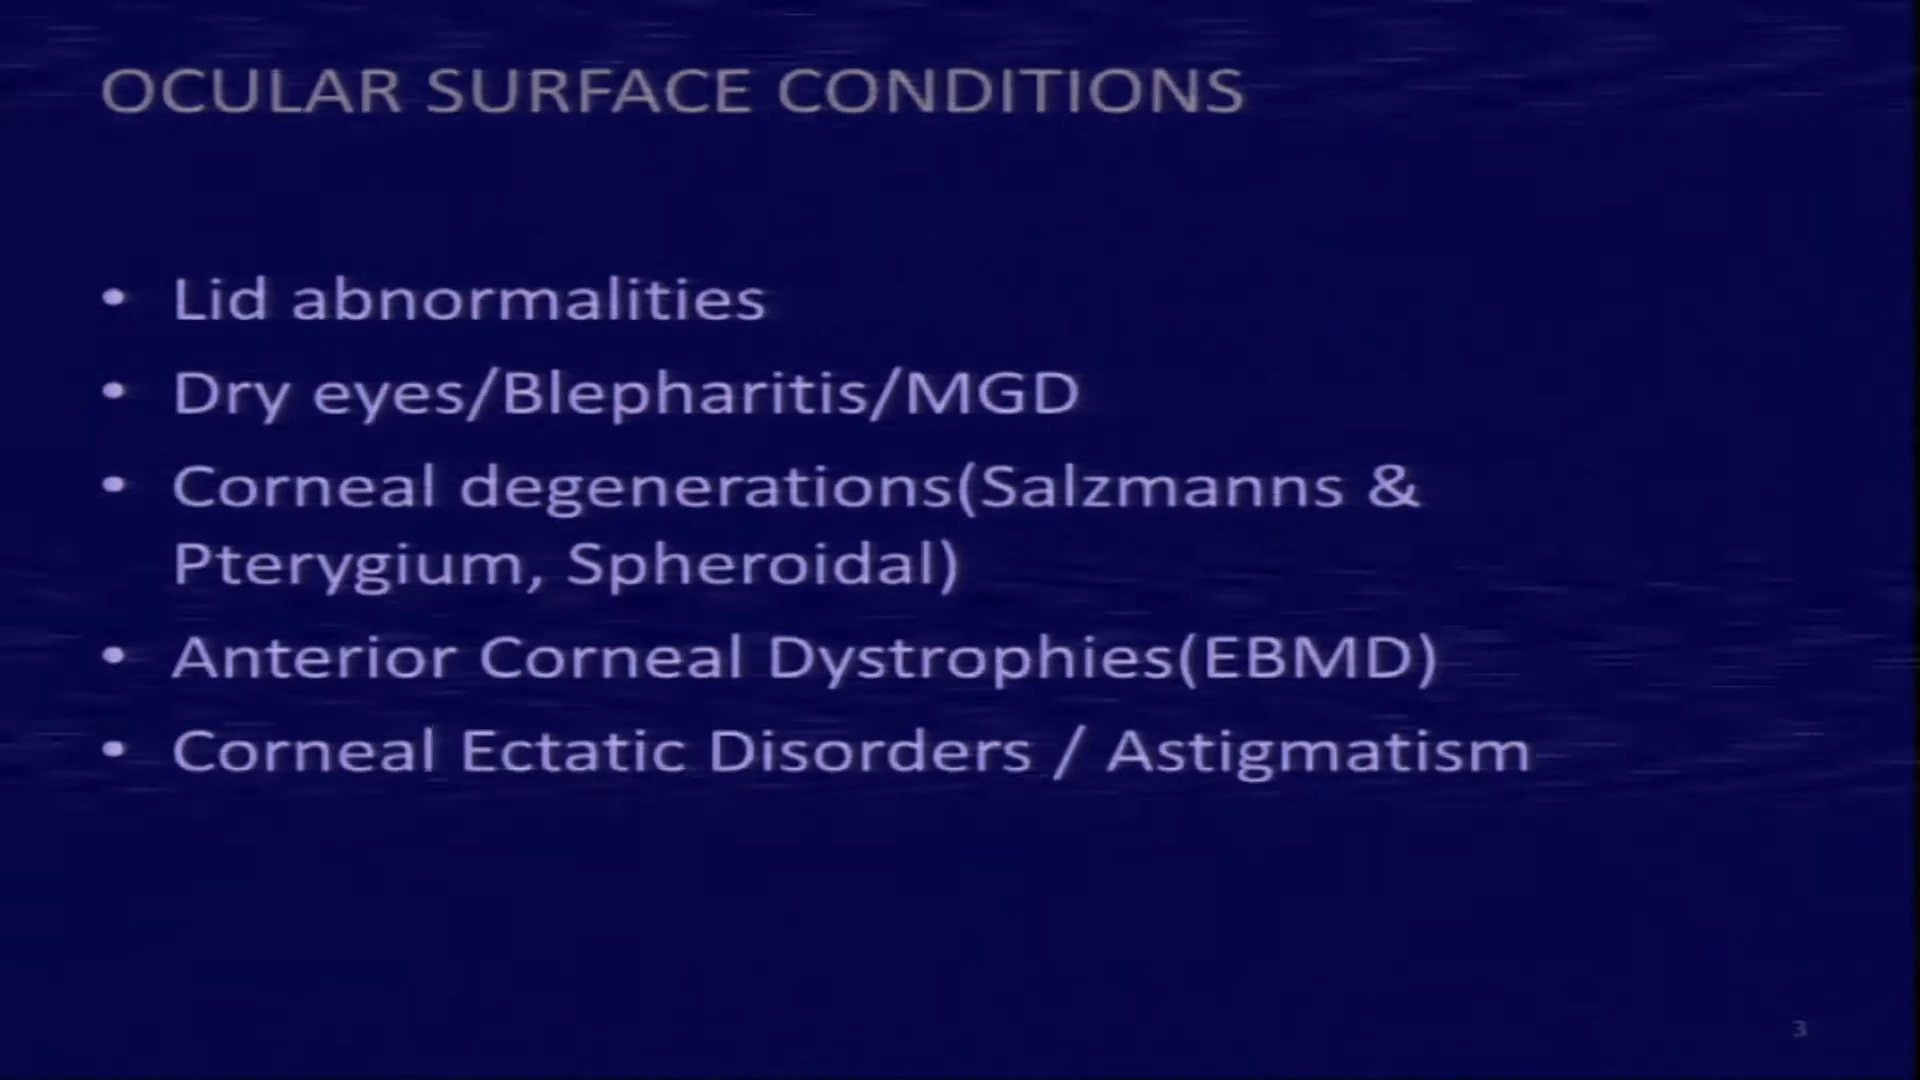 OCULAR SURFACE CONDITIONS
• Lid abnormalities
• Dry eyes/Blepharitis/MGD
• Corneal degenerations(Salzmanns &
Pterygium, Spheroidal)
• Anterior Corneal Dystrophies(EBMD)
• Corneal Ectatic Disorders / Astigmatism
3